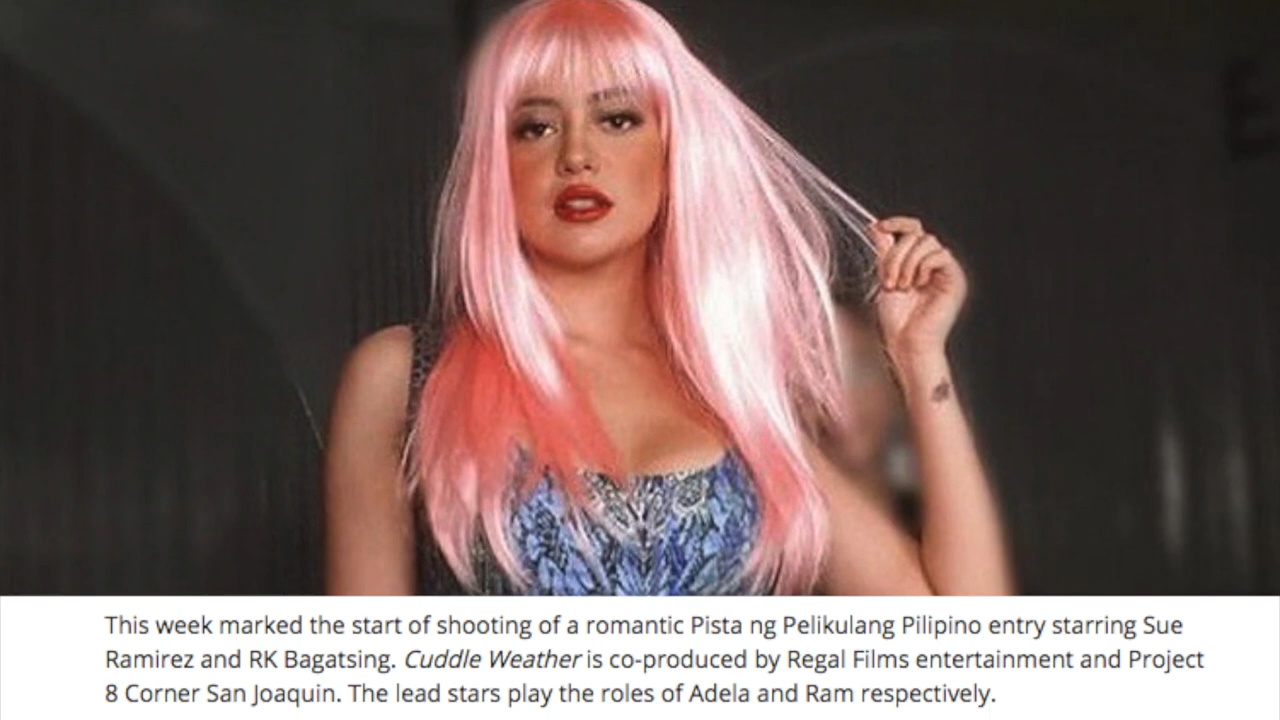 This week marked the start of shooting of a romantic Pista ng Pelikulang Pilipino entry starring Sue
Ramirez and RK Bagatsing. Cuddle Weather is co-produced by Regal Films entertainment and Project
8 Corner San Joaquin. The lead stars play the roles of Adela and Ram respectively.